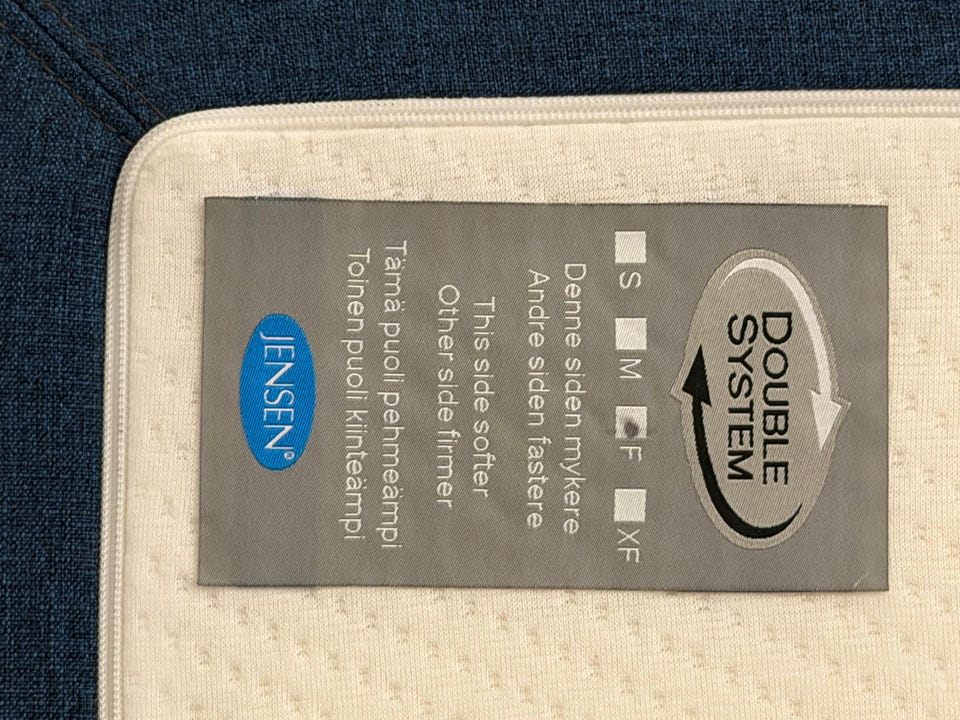 DOUBLE
SYSTEM
S M F XF
Denne siden mykere
Andre siden fastere
This side softer
Other side firmer
Tämä puoli pehmeämpi
Toinen puoli kiinteämpi
JENSEN®